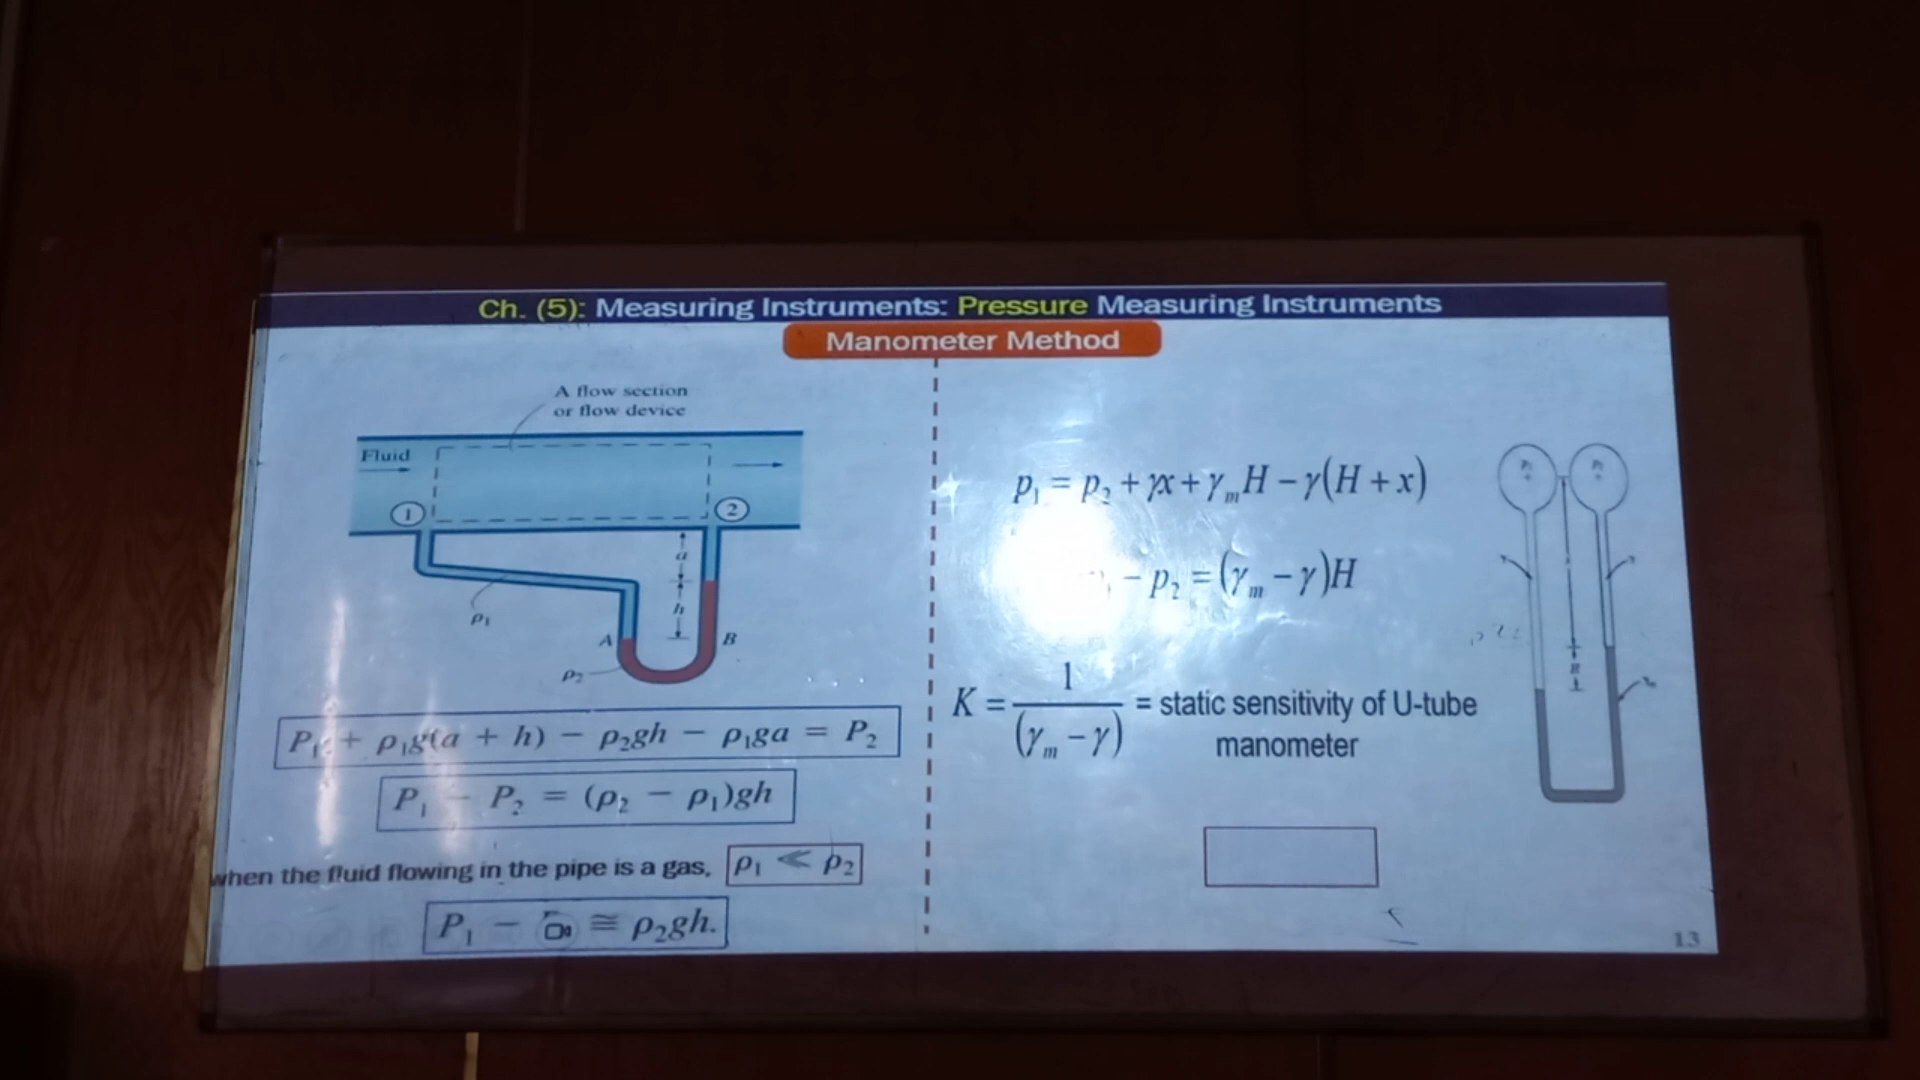 Ch. (5): Measuring Instruments: Pressure Measuring Instruments
Manometer Method
A flow section
or flow device
Fluid
1
2
a
h
ρ₁
A
B
ρ₂
P₁ + ρ₁g(a + h) − ρ₂gh − ρ₁ga = P₂
P₁ − P₂ = (ρ₂ − ρ₁)gh
when the fluid flowing in the pipe is a gas, ρ₁ ≪ ρ₂
P₁ − ≅ ρ₂gh.
p₁ = p₂ + γx + γₘH − γ(H + x)
− p₂ = (γₘ − γ)H
K = 1/(γₘ − γ) = static sensitivity of U-tube
manometer
13